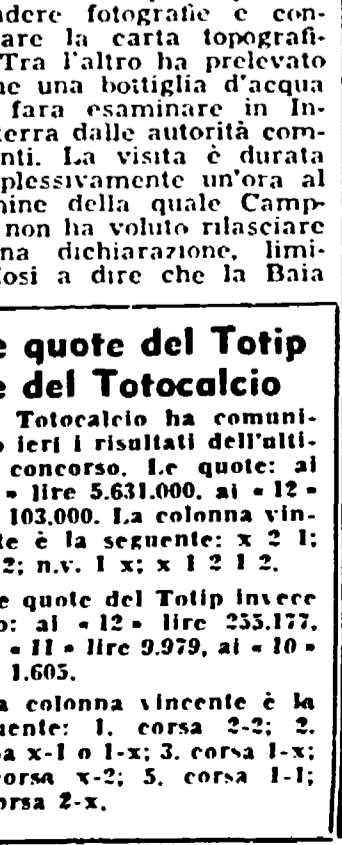 dere fotografie e con-
are la carta topografi-
Tra l'altro ha prelevato
ne una bottiglia d'acqua
fara esaminare in In-
terra dalle autorità com-
nti. La visita è durata
plessivamente un'ora al
mine della quale Camp-
non ha voluto rilasciare
na dichiarazione, limi-
dosi a dire che la Baia
e quote del Totip
e del Totocalcio
Totocalcio ha comuni-
o ieri i risultati dell'ulti-
concorso. Le quote: ai
» lire 5.631.000, ai « 12 »
103.000. La colonna vin-
te è la seguente: x 2 1;
2; n.v. 1 x; x 1 2 1 2.
e quote del Totip invece
o: ai « 12 » lire 233.177,
« 11 » lire 9.979, ai « 10 »
1.605.
a colonna vincente è la
uente: 1. corsa 2-2; 2.
sa x-1 o 1-x; 3. corsa 1-x;
corsa x-2; 5. corsa 1-1;
orsa 2-x.